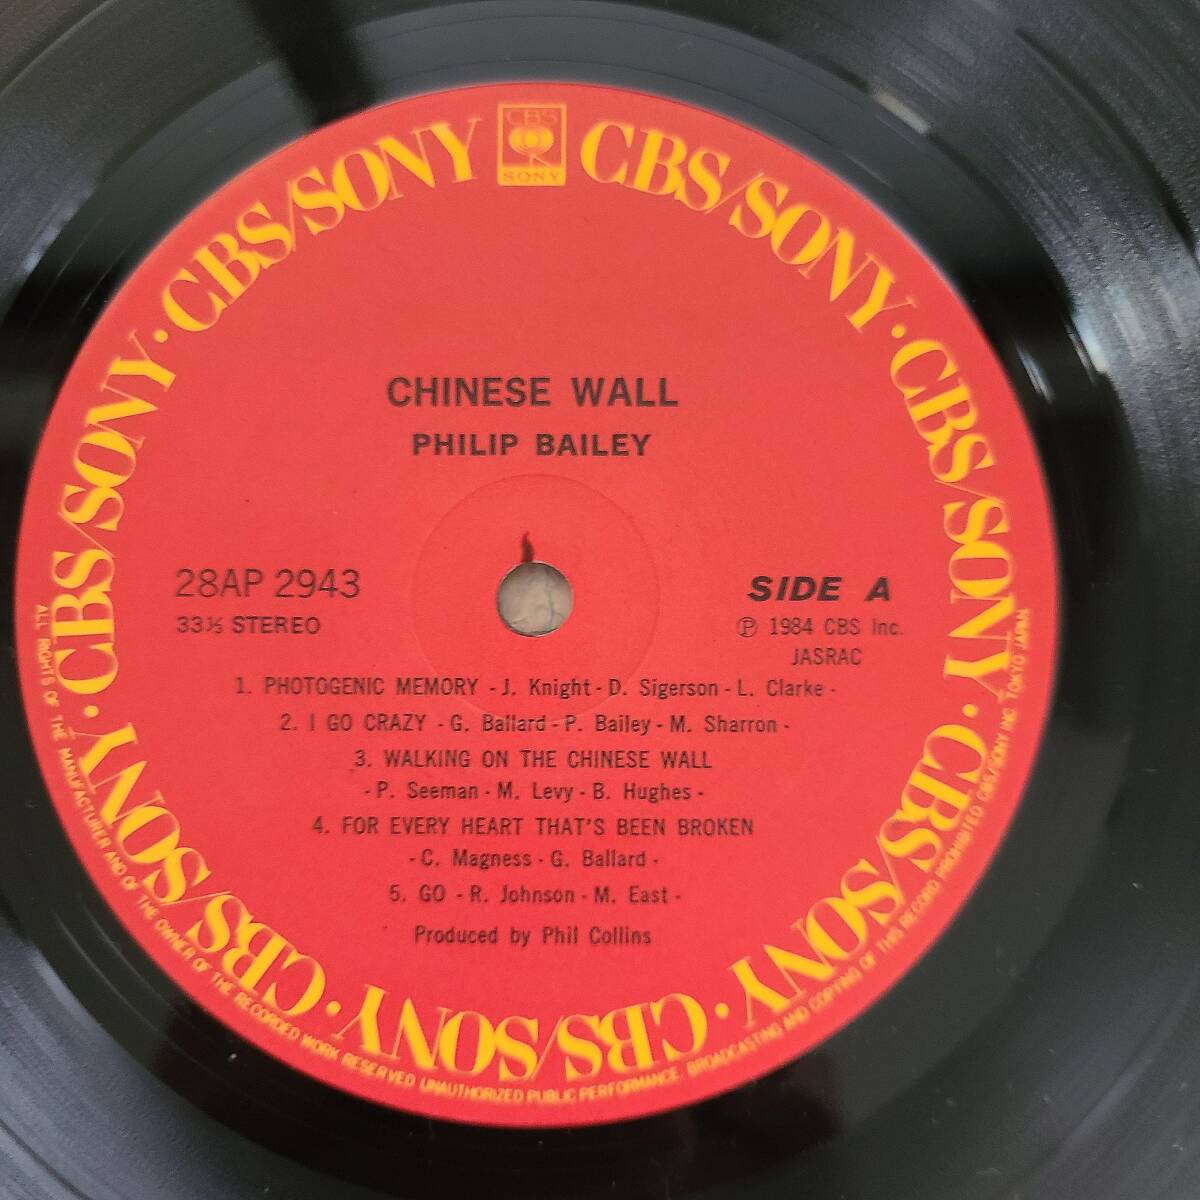 CBS
SONY
CBS/SONY · CBS/SONY · CBS/SONY · CBS/SONY · CBS/SONY · CBS/SONY · CBS/SONY · CBS/SONY
CHINESE WALL
PHILIP BAILEY
28AP 2943
33⅓ STEREO
SIDE A
Ⓟ 1984 CBS Inc.
JASRAC
1. PHOTOGENIC MEMORY - J. Knight - D. Sigerson - L. Clarke -
2. I GO CRAZY - G. Ballard - P. Bailey - M. Sharron -
3. WALKING ON THE CHINESE WALL
- P. Seeman - M. Levy - B. Hughes -
4. FOR EVERY HEART THAT'S BEEN BROKEN
- C. Magness - G. Ballard -
5. GO - R. Johnson - M. East -
Produced by Phil Collins
ALL RIGHTS OF THE MANUFACTURER AND OF THE OWNER OF THE RECORDED WORK RESERVED UNAUTHORIZED PUBLIC PERFORMANCE. BROADCASTING AND COPYING OF THIS RECORD PROHIBITED CBS/SONY INC TOKYO JAPAN